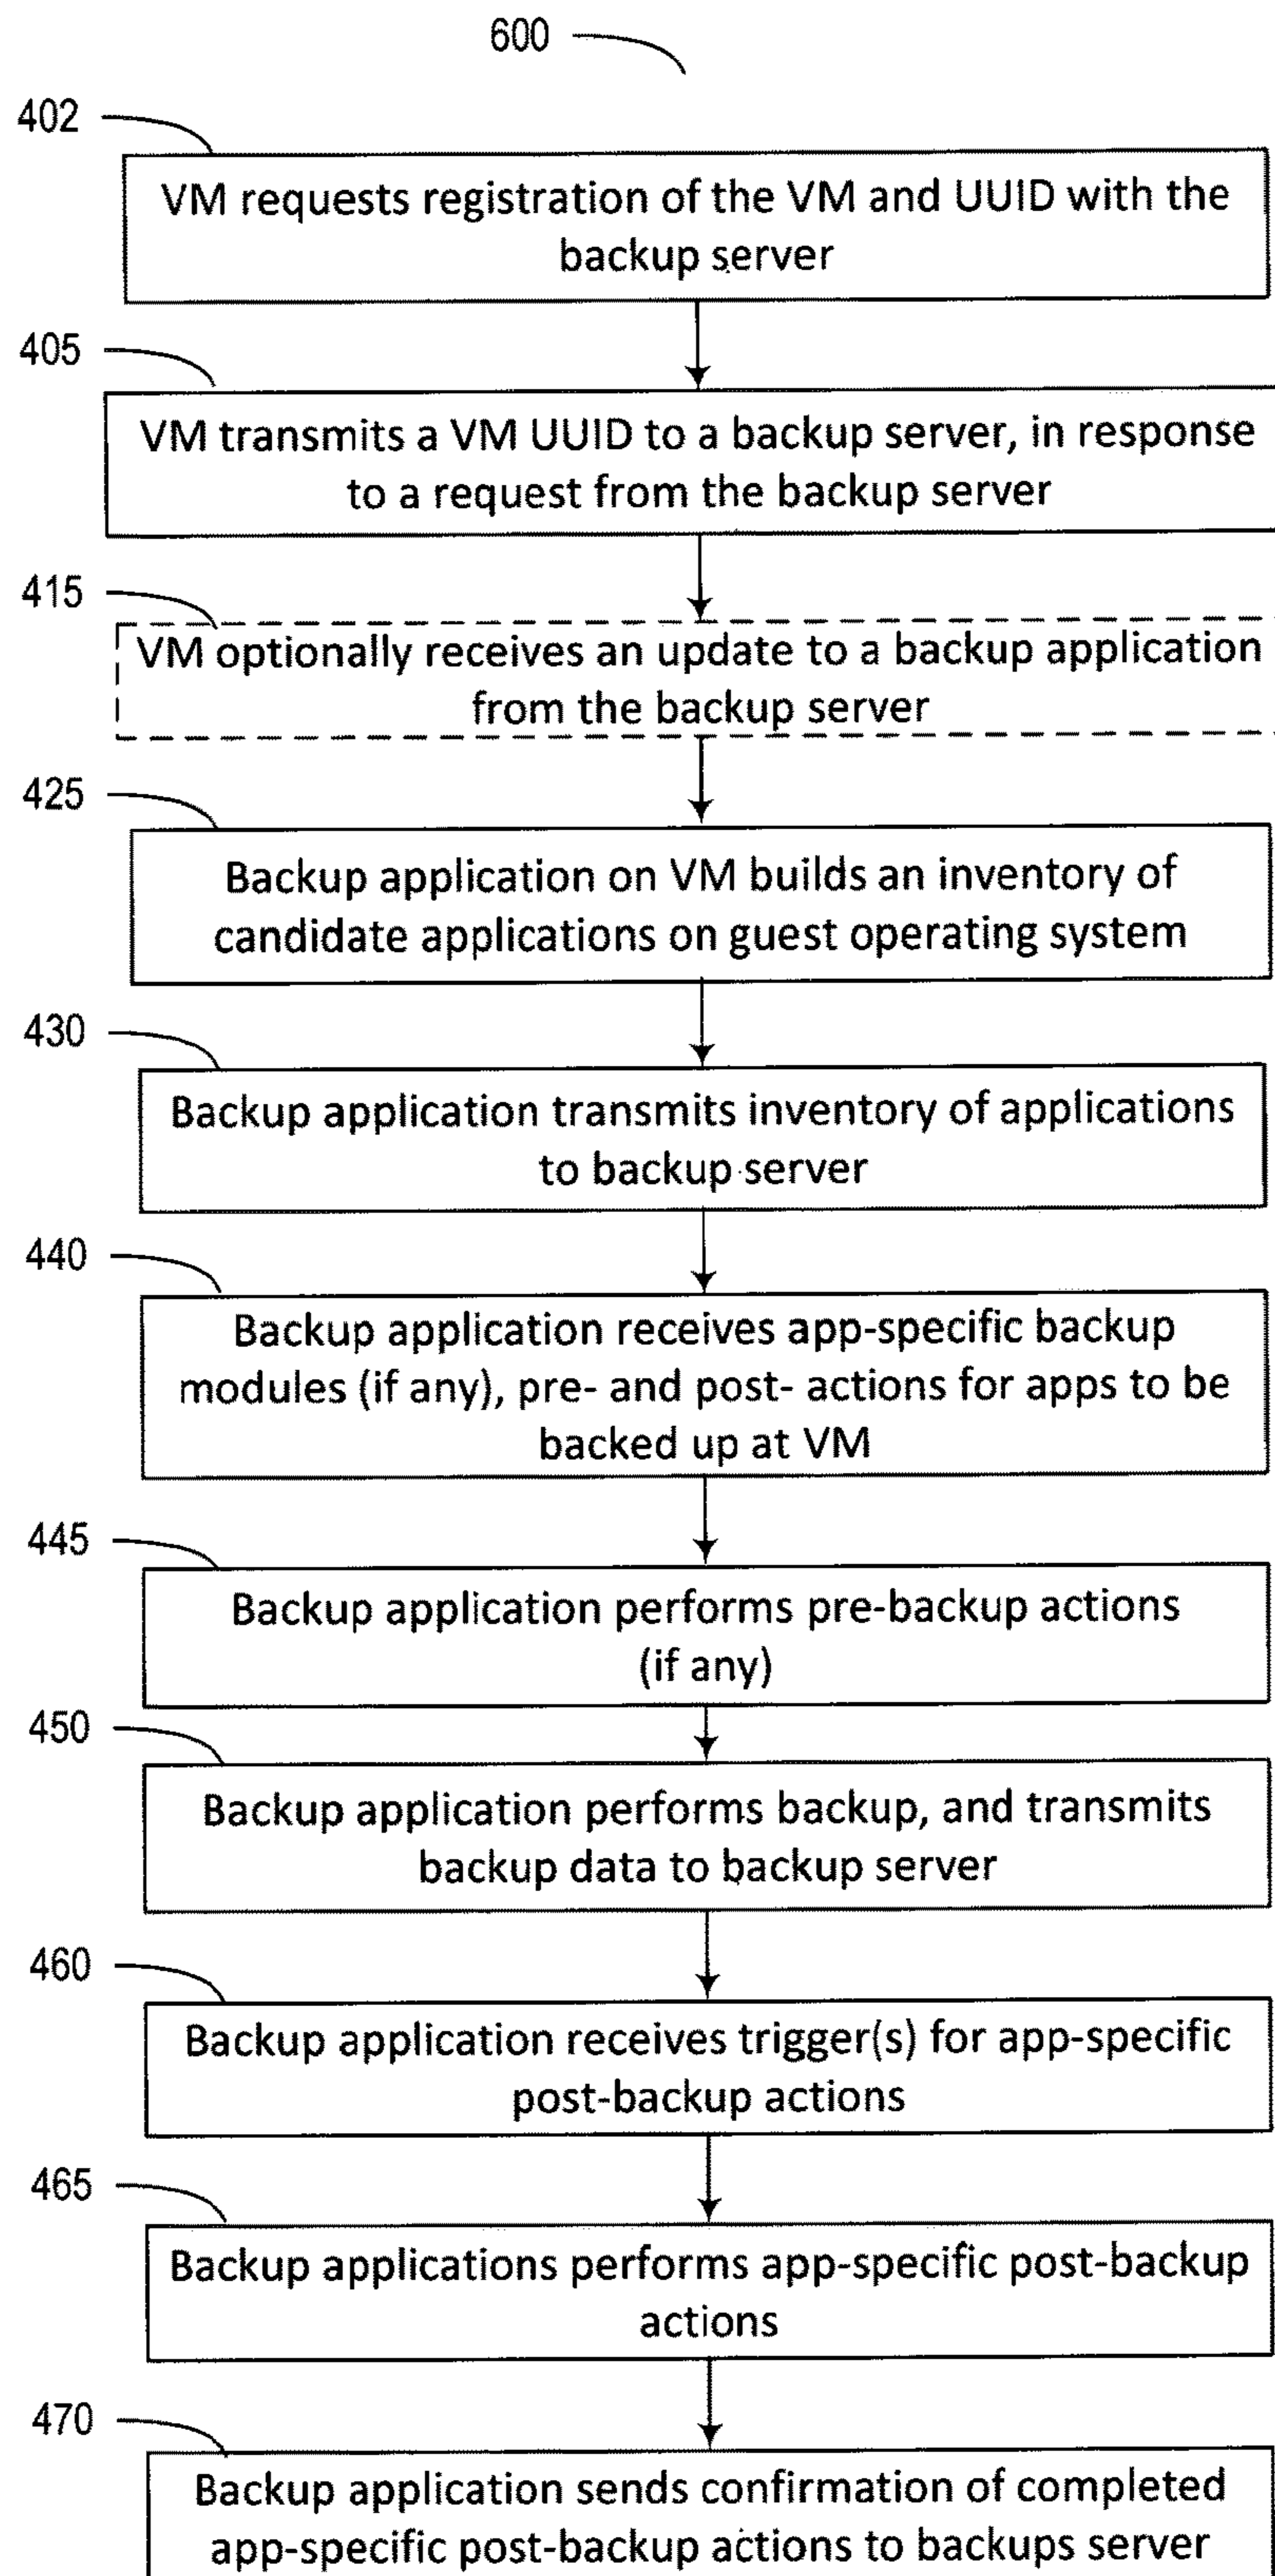 600
402
VM requests registration of the VM and UUID with the
backup server
405
VM transmits a VM UUID to a backup server, in response
to a request from the backup server
415
VM optionally receives an update to a backup application
from the backup server
425
Backup application on VM builds an inventory of
candidate applications on guest operating system
430
Backup application transmits inventory of applications
to backup server
440
Backup application receives app-specific backup
modules (if any), pre- and post- actions for apps to be
backed up at VM
445
Backup application performs pre-backup actions
(if any)
450
Backup application performs backup, and transmits
backup data to backup server
460
Backup application receives trigger(s) for app-specific
post-backup actions
465
Backup applications performs app-specific post-backup
actions
470
Backup application sends confirmation of completed
app-specific post-backup actions to backups server